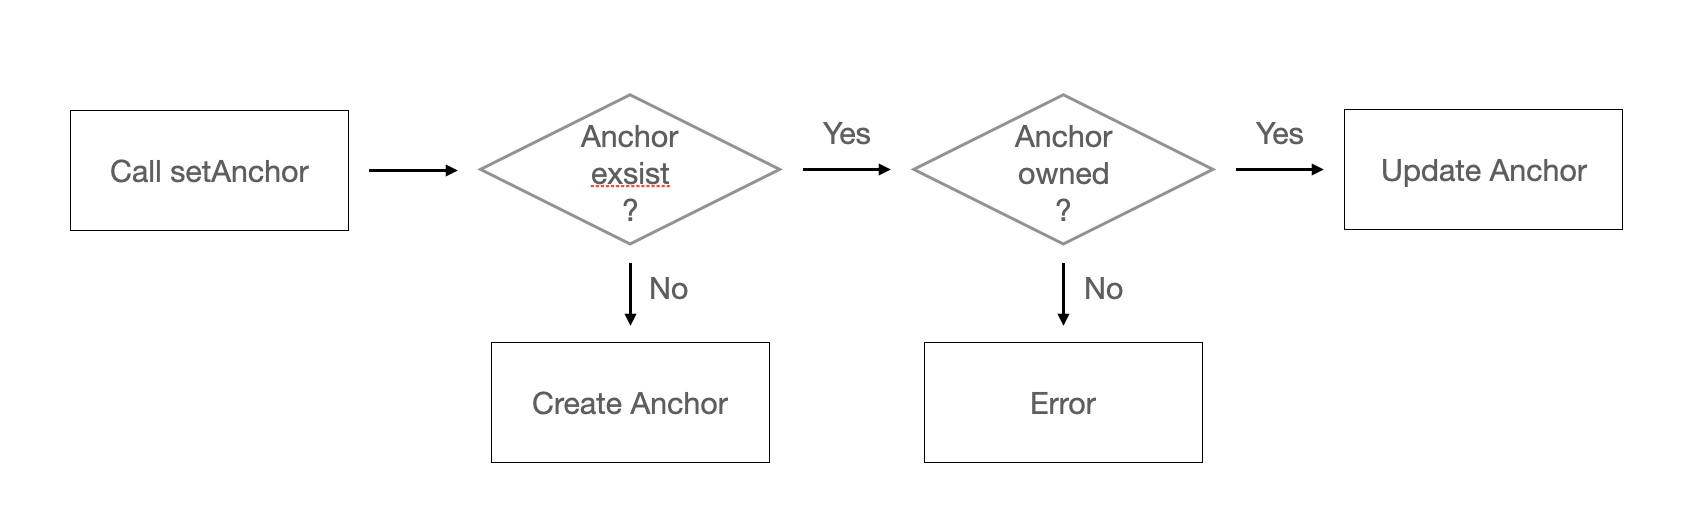 Call setAnchor
Anchor
exsist
?
Yes
Anchor
owned
?
Yes
Update Anchor
No
No
Create Anchor
Error